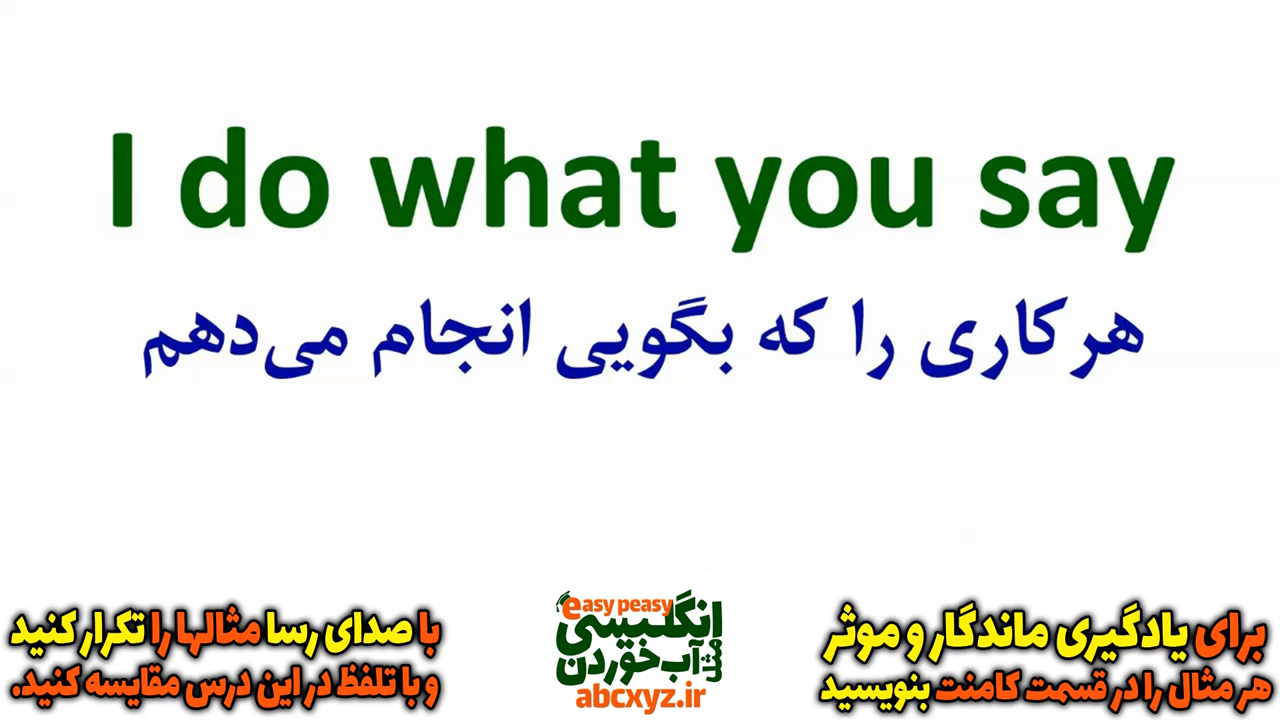 I do what you say
هرکاری را که بگویی انجام می‌دهم
برای یادگیری ماندگار و موثر
هر مثال را در قسمت کامنت بنویسید
easy peasy
انگلیسی
مثل آب خوردن
abcxyz.ir
با صدای رسا مثالها را تکرار کنید
و با تلفظ در این درس مقایسه کنید.